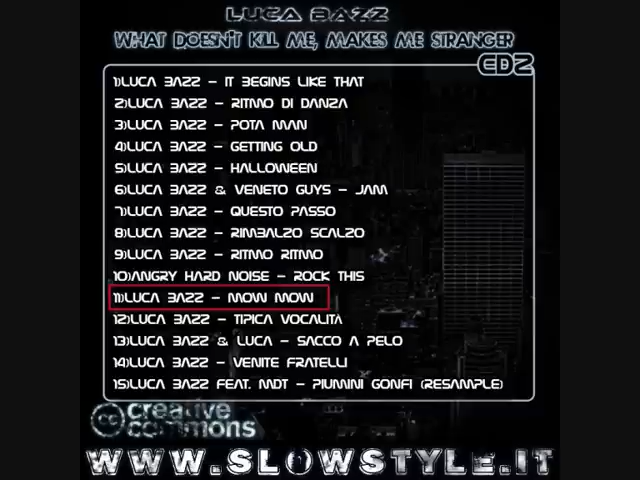 LUCA BAZZ
WHAT DOESN'T KILL ME, MAKES ME STRANGER
CD2
1)LUCA BAZZ - IT BEGINS LIKE THAT
2)LUCA BAZZ - RITMO DI DANZA
3)LUCA BAZZ - POTA MAN
4)LUCA BAZZ - GETTING OLD
5)LUCA BAZZ - HALLOWEEN
6)LUCA BAZZ & VENETO GUYS - JAM
7)LUCA BAZZ - QUESTO PASSO
8)LUCA BAZZ - RIMBALZO SCALZO
9)LUCA BAZZ - RITMO RITMO
10)ANGRY HARD NOISE - ROCK THIS
11)LUCA BAZZ - MOW MOW
12)LUCA BAZZ - TIPICA VOCALITÀ
13)LUCA BAZZ & LUCA - SACCO A PELO
14)LUCA BAZZ - VENITE FRATELLI
15)LUCA BAZZ FEAT. MDT - PIUMINI GONFI (RESAMPLE)
cc creative
commons
WWW.SLOWSTYLE.IT